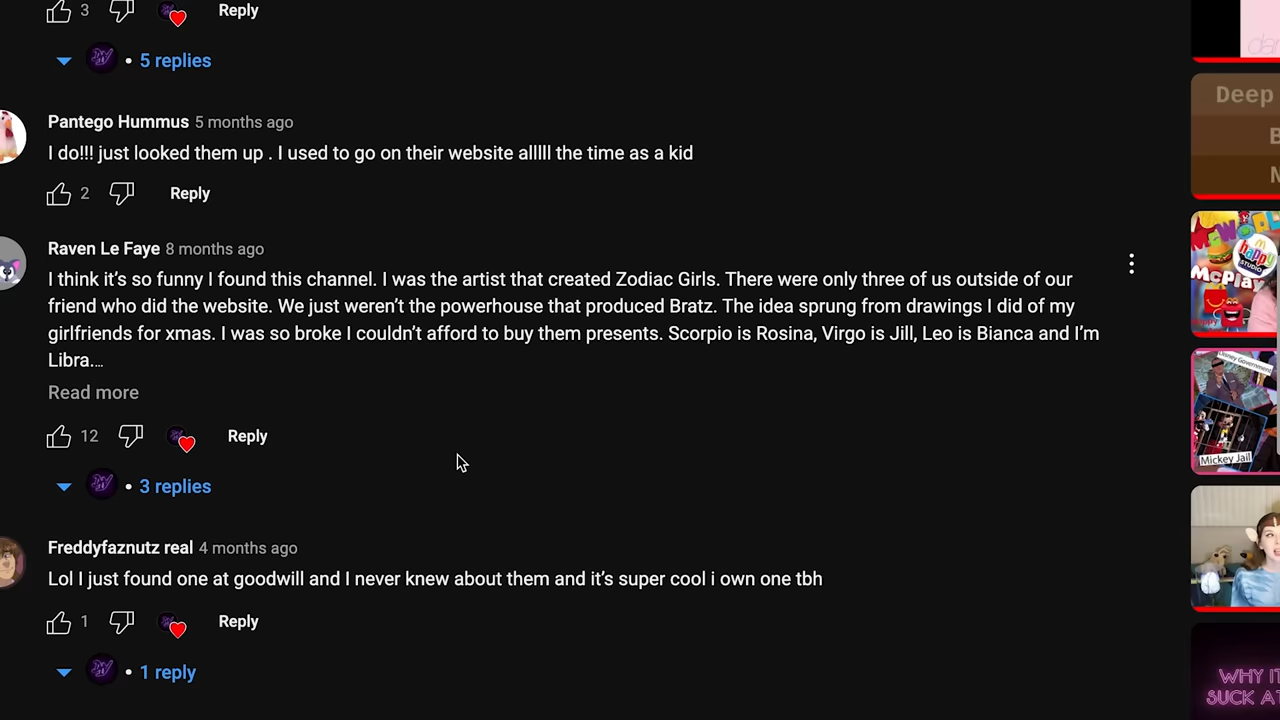 3
Reply
• 5 replies
Pantego Hummus 5 months ago
I do!!! just looked them up . I used to go on their website alllll the time as a kid
2
Reply
Raven Le Faye 8 months ago
I think it’s so funny I found this channel. I was the artist that created Zodiac Girls. There were only three of us outside of our
friend who did the website. We just weren’t the powerhouse that produced Bratz. The idea sprung from drawings I did of my
girlfriends for xmas. I was so broke I couldn’t afford to buy them presents. Scorpio is Rosina, Virgo is Jill, Leo is Bianca and I’m
Libra…
Read more
12
Reply
• 3 replies
Freddyfaznutz real 4 months ago
Lol I just found one at goodwill and I never knew about them and it’s super cool i own one tbh
1
Reply
• 1 reply
Deep
B
McWORL
happy
STUDIO
McPlay
Disney Government
Mickey Jail
WHY IT
SUCK AT